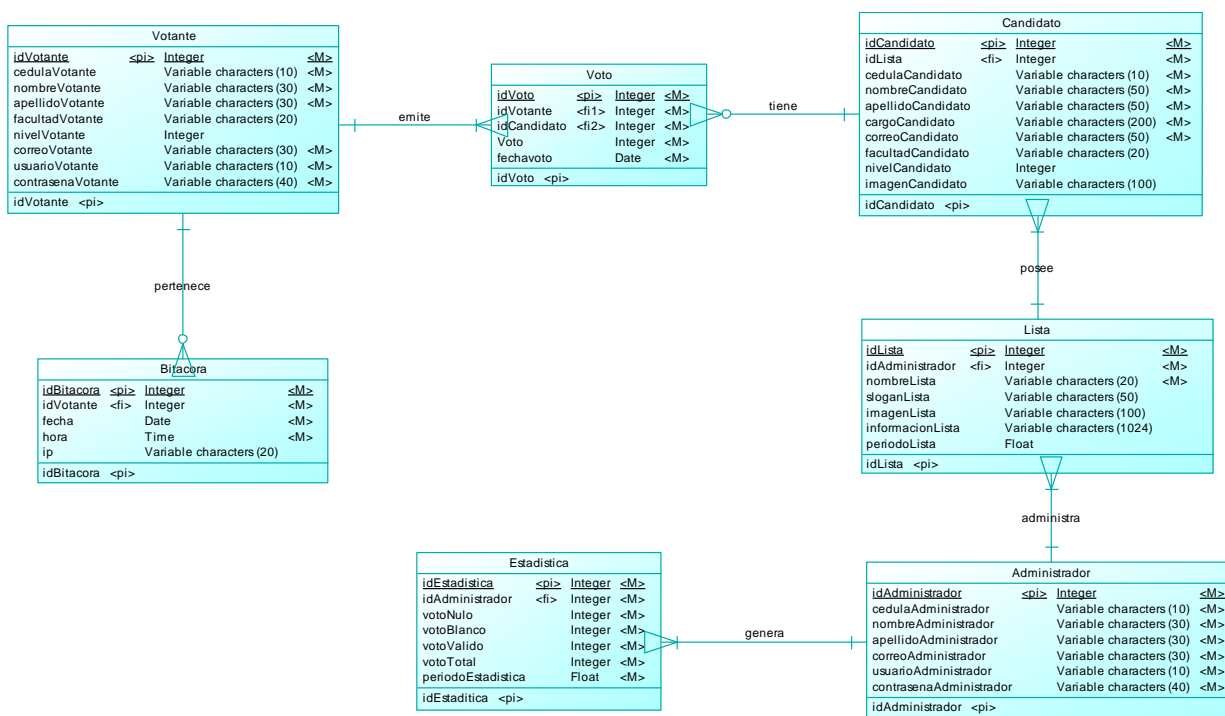 Votante
idVotante <pi> Integer <M>
cedulaVotante Variable characters (10) <M>
nombreVotante Variable characters (30) <M>
apellidoVotante Variable characters (30) <M>
facultadVotante Variable characters (20)
nivelVotante Integer
correoVotante Variable characters (30) <M>
usuarioVotante Variable characters (10) <M>
contrasenaVotante Variable characters (40) <M>
idVotante <pi>
emite
Voto
idVoto <pi> Integer <M>
idVotante <fi1> Integer <M>
idCandidato <fi2> Integer <M>
Voto Integer <M>
fechavoto Date <M>
idVoto <pi>
tiene
Candidato
idCandidato <pi> Integer <M>
idLista <fi> Integer <M>
cedulaCandidato Variable characters (10) <M>
nombreCandidato Variable characters (50) <M>
apellidoCandidato Variable characters (50) <M>
cargoCandidato Variable characters (200) <M>
correoCandidato Variable characters (50) <M>
facultadCandidato Variable characters (20)
nivelCandidato Integer
imagenCandidato Variable characters (100)
idCandidato <pi>
pertenece
posee
Bitacora
idBitacora <pi> Integer <M>
idVotante <fi> Integer <M>
fecha Date <M>
hora Time <M>
ip Variable characters (20)
idBitacora <pi>
Lista
idLista <pi> Integer <M>
idAdministrador <fi> Integer <M>
nombreLista Variable characters (20) <M>
sloganLista Variable characters (50)
imagenLista Variable characters (100)
informacionLista Variable characters (1024)
periodoLista Float
idLista <pi>
administra
Estadistica
idEstadistica <pi> Integer <M>
idAdministrador <fi> Integer <M>
votoNulo Integer <M>
votoBlanco Integer <M>
votoValido Integer <M>
votoTotal Integer <M>
periodoEstadistica Float <M>
idEstaditica <pi>
genera
Administrador
idAdministrador <pi> Integer <M>
cedulaAdministrador Variable characters (10) <M>
nombreAdministrador Variable characters (30) <M>
apellidoAdministrador Variable characters (30) <M>
correoAdministrador Variable characters (30) <M>
usuarioAdministrador Variable characters (10) <M>
contrasenaAdministrador Variable characters (40) <M>
idAdministrador <pi>